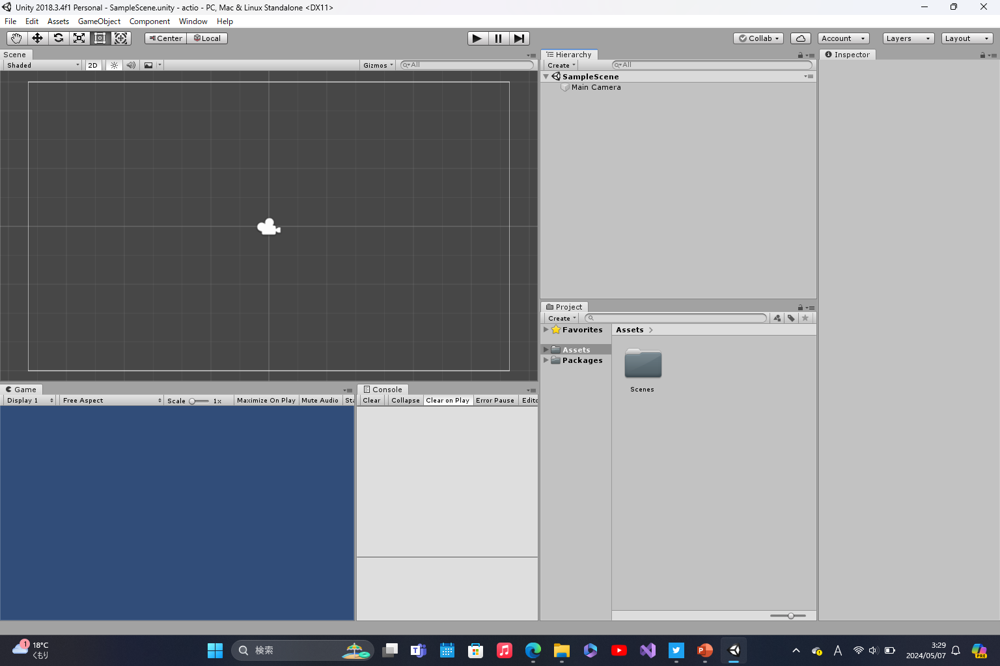 Unity 2018.3.4f1 Personal - SampleScene.unity - actio - PC, Mac & Linux Standalone <DX11>
File Edit Assets GameObject Component Window Help
Center Local Collab Account Layers Layout
Scene
Shaded 2D Gizmos All
Hierarchy
Create All
SampleScene
Main Camera
Inspector
Project
Create
Favorites
Assets
Packages
Assets
Scenes
Game
Display 1 Free Aspect Scale 1x Maximize On Play Mute Audio Sta
Console
Clear Collapse Clear on Play Error Pause Edito
1
18°C
くもり
検索
A
3:29
2024/05/07
PRE